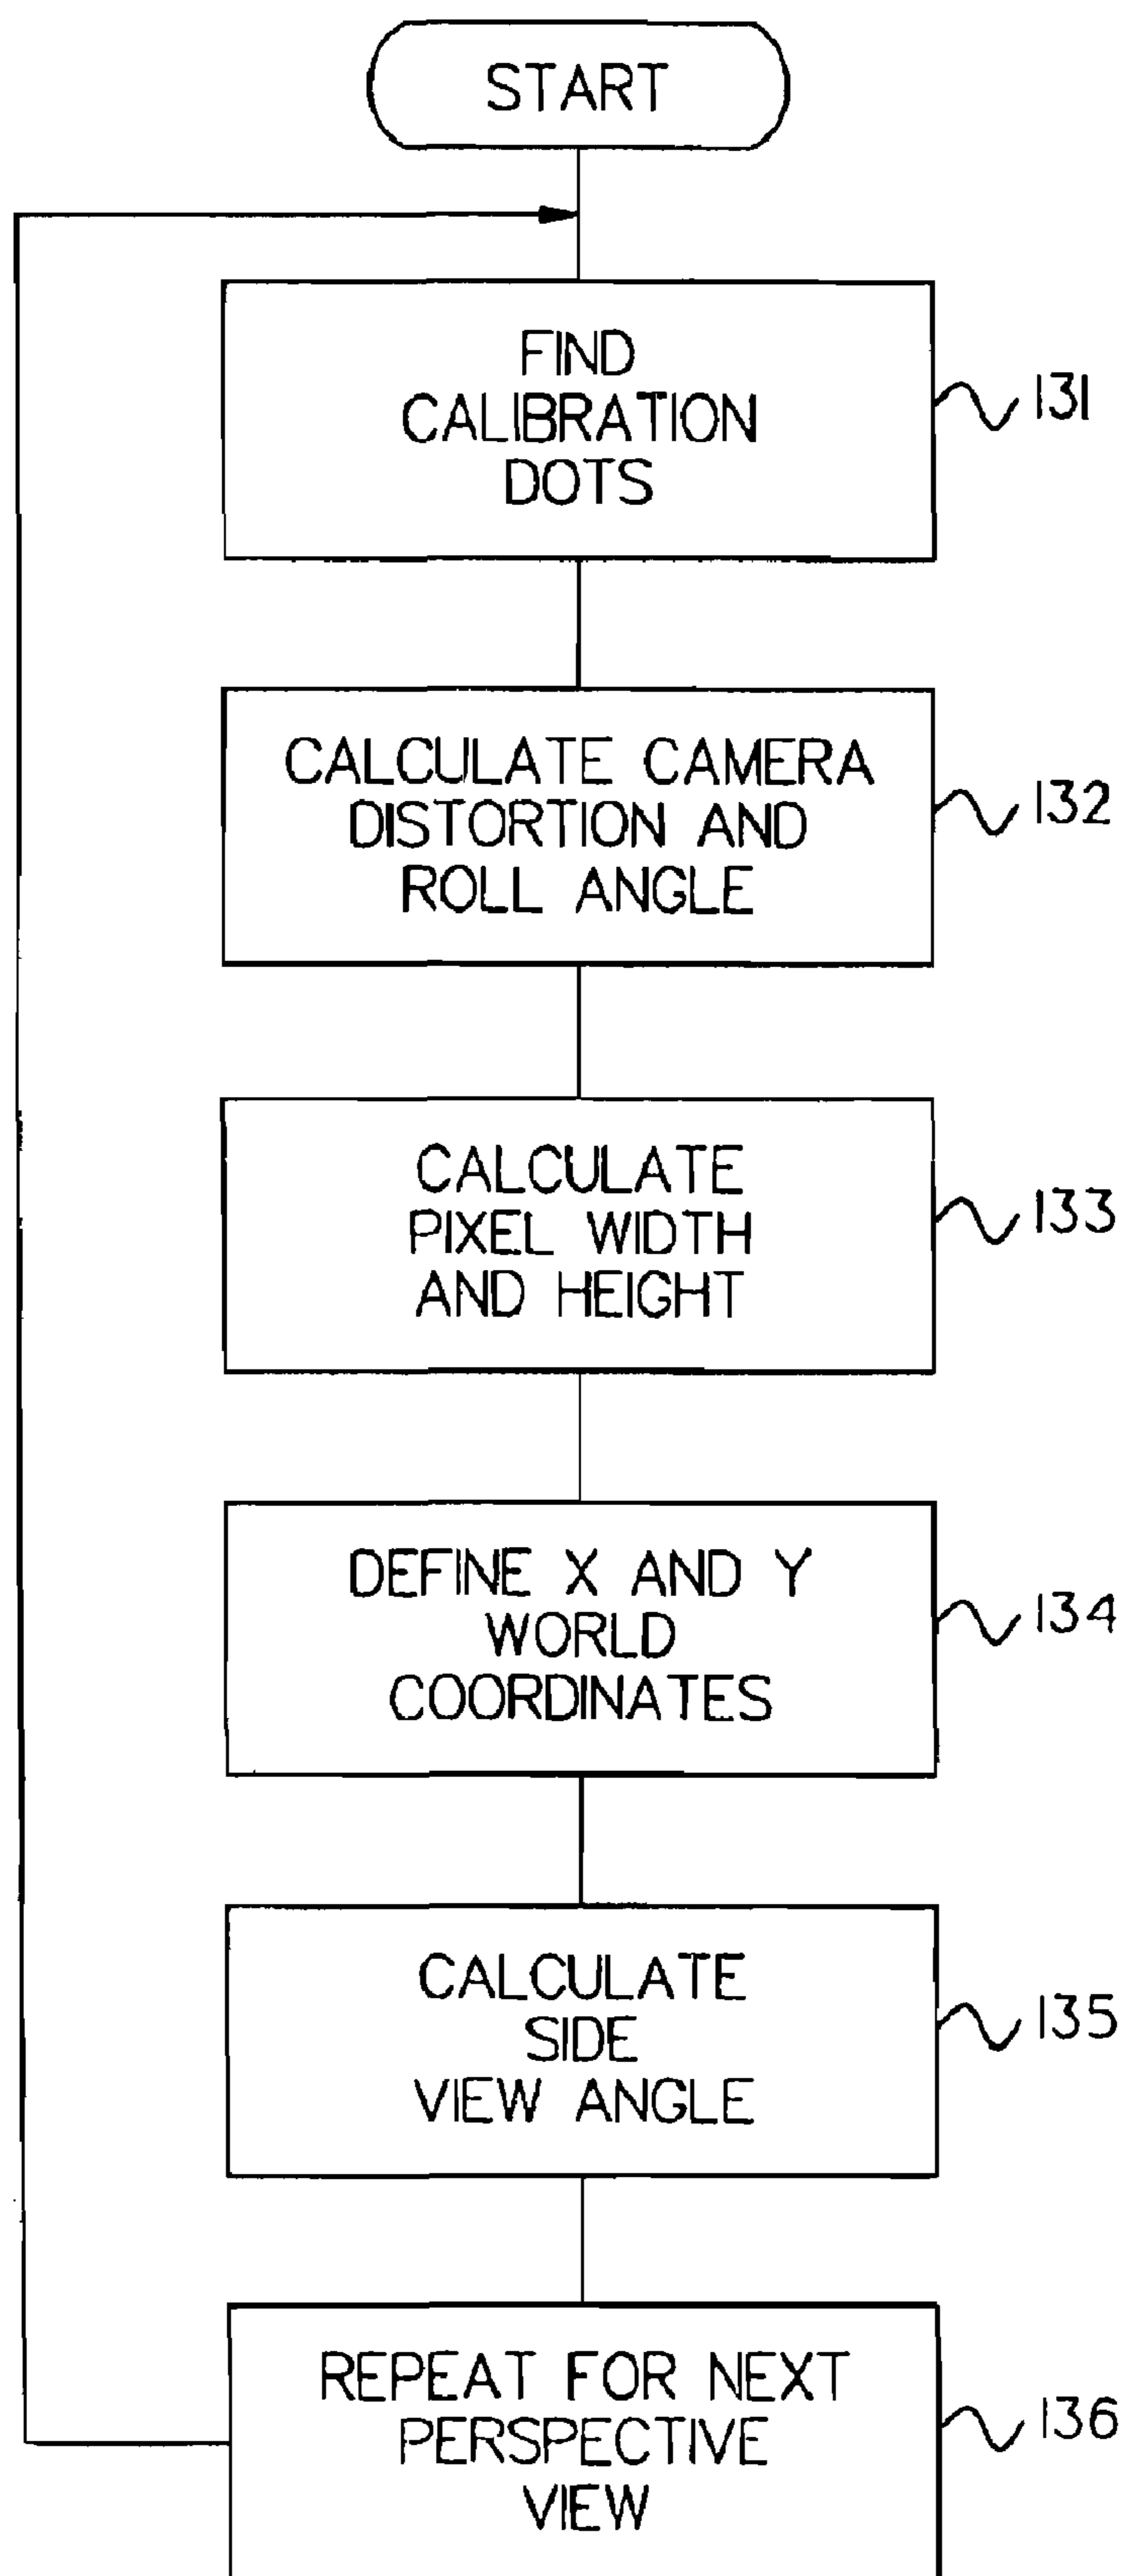 START
FIND
CALIBRATION
DOTS
131
CALCULATE CAMERA
DISTORTION AND
ROLL ANGLE
132
CALCULATE
PIXEL WIDTH
AND HEIGHT
133
DEFINE X AND Y
WORLD
COORDINATES
134
CALCULATE
SIDE
VIEW ANGLE
135
REPEAT FOR NEXT
PERSPECTIVE
VIEW
136